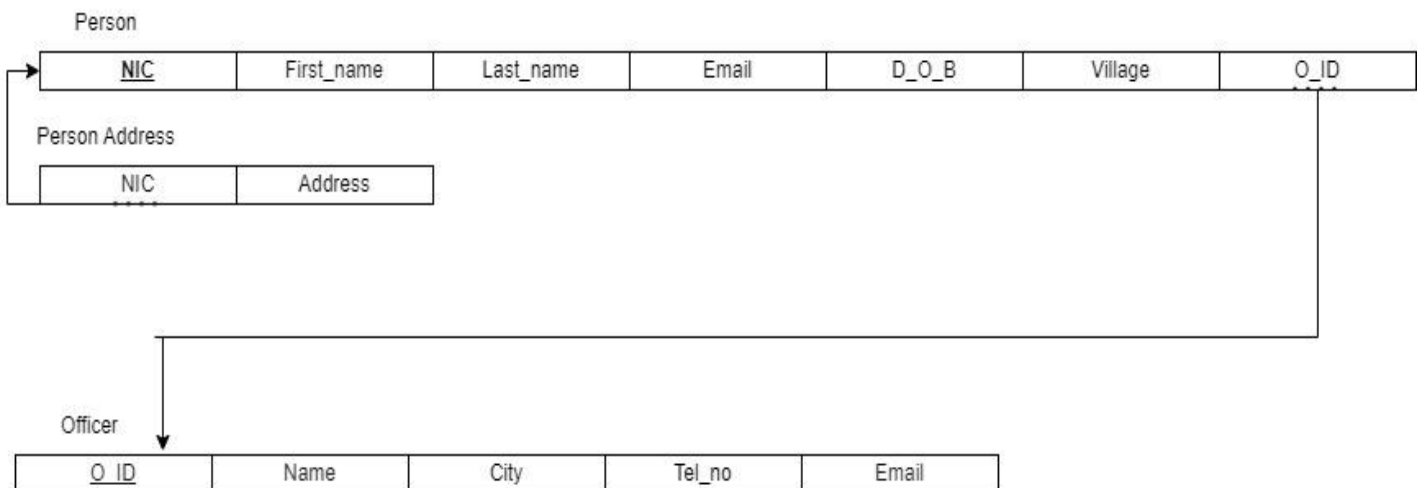 Person
NIC First_name Last_name Email D_O_B Village O_ID
Person Address
NIC Address
Officer
O_ID Name City Tel_no Email